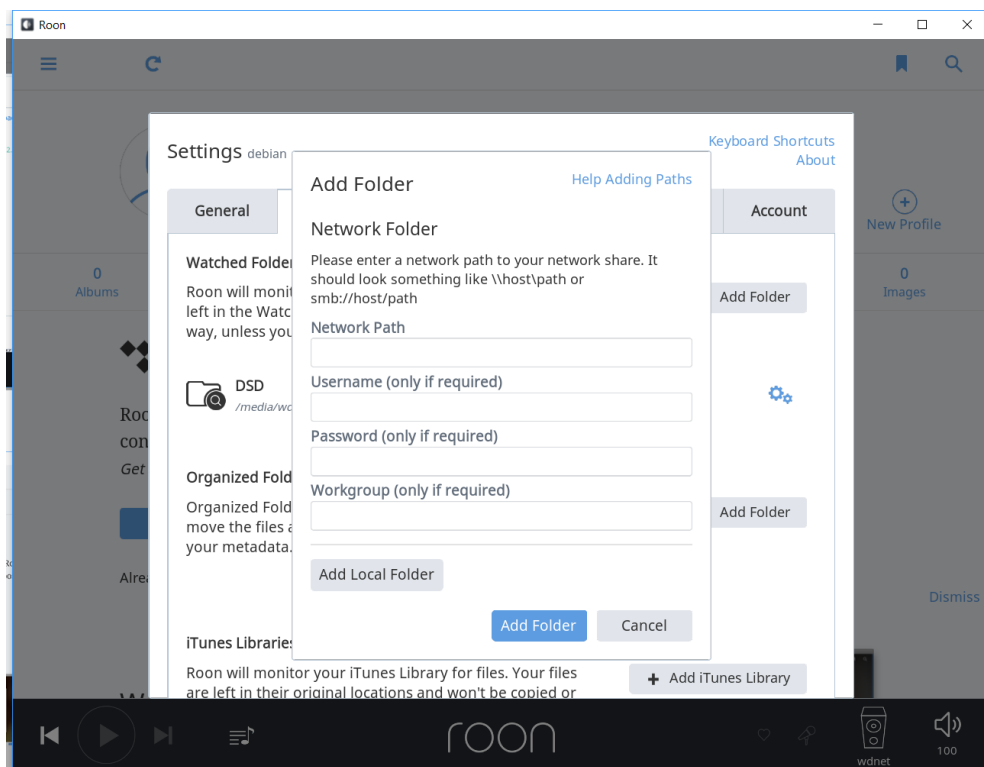 Roon
Settings debian
Keyboard Shortcuts
About
General
Account
Add Folder
Help Adding Paths
Network Folder
Please enter a network path to your network share. It
should look something like \\host\path or
smb://host/path
Network Path
Username (only if required)
Password (only if required)
Workgroup (only if required)
Add Local Folder
Add Folder
Cancel
Watched Folder
Roon will monit
left in the Watc
way, unless you
Add Folder
DSD
/media/wd
Organized Fold
Organized Fold
move the files a
your metadata.
Add Folder
iTunes Libraries
Roon will monitor your iTunes Library for files. Your files
are left in their original locations and won't be copied or
Add iTunes Library
New Profile
0
Albums
0
Images
Roo
con
Get
Alrea
Dismiss
roon
wdnet
100